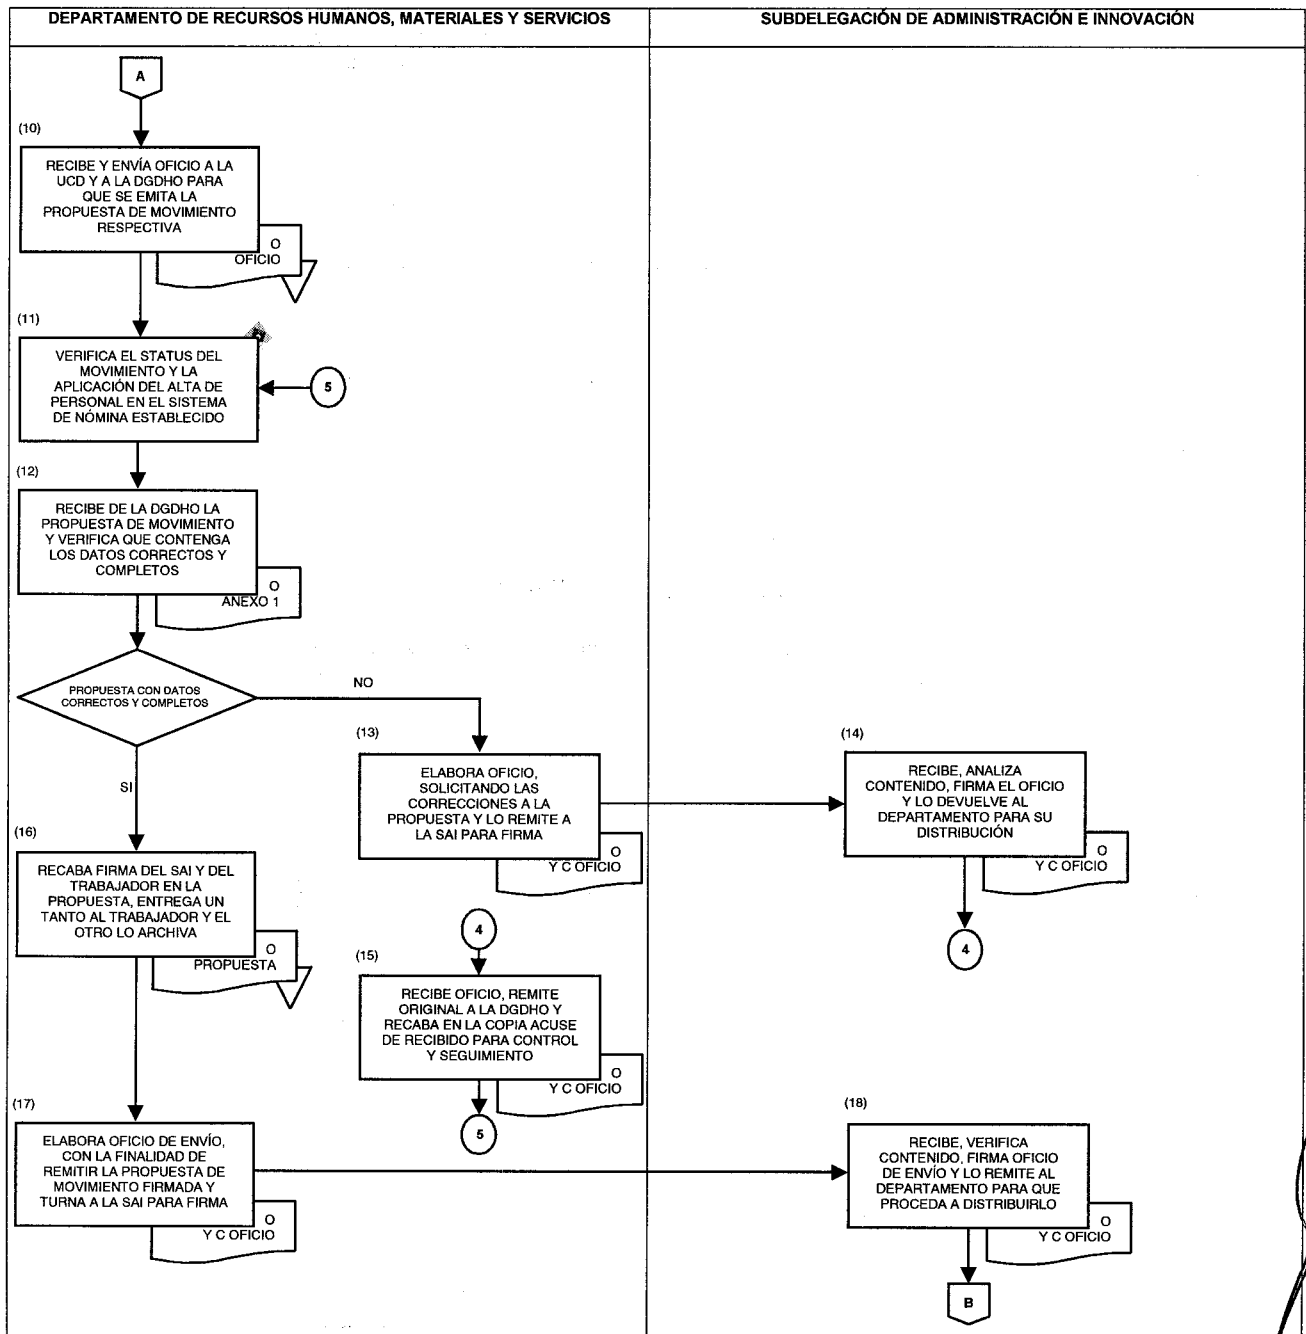 DEPARTAMENTO DE RECURSOS HUMANOS, MATERIALES Y SERVICIOS
SUBDELEGACIÓN DE ADMINISTRACIÓN E INNOVACIÓN
A
(10)
RECIBE Y ENVÍA OFICIO A LA
UCD Y A LA DGDHO PARA
QUE SE EMITA LA
PROPUESTA DE MOVIMIENTO
RESPECTIVA
O
OFICIO
(11)
VERIFICA EL STATUS DEL
MOVIMIENTO Y LA
APLICACIÓN DEL ALTA DE
PERSONAL EN EL SISTEMA
DE NÓMINA ESTABLECIDO
5
(12)
RECIBE DE LA DGDHO LA
PROPUESTA DE MOVIMIENTO
Y VERIFICA QUE CONTENGA
LOS DATOS CORRECTOS Y
COMPLETOS
O
ANEXO 1
PROPUESTA CON DATOS
CORRECTOS Y COMPLETOS
NO
SI
(13)
ELABORA OFICIO,
SOLICITANDO LAS
CORRECCIONES A LA
PROPUESTA Y LO REMITE A
LA SAI PARA FIRMA
O
Y C OFICIO
(14)
RECIBE, ANALIZA
CONTENIDO, FIRMA EL OFICIO
Y LO DEVUELVE AL
DEPARTAMENTO PARA SU
DISTRIBUCIÓN
O
Y C OFICIO
4
(16)
RECABA FIRMA DEL SAI Y DEL
TRABAJADOR EN LA
PROPUESTA, ENTREGA UN
TANTO AL TRABAJADOR Y EL
OTRO LO ARCHIVA
O
PROPUESTA
4
(15)
RECIBE OFICIO, REMITE
ORIGINAL A LA DGDHO Y
RECABA EN LA COPIA ACUSE
DE RECIBIDO PARA CONTROL
Y SEGUIMIENTO
O
Y C OFICIO
5
(17)
ELABORA OFICIO DE ENVÍO,
CON LA FINALIDAD DE
REMITIR LA PROPUESTA DE
MOVIMIENTO FIRMADA Y
TURNA A LA SAI PARA FIRMA
O
Y C OFICIO
(18)
RECIBE, VERIFICA
CONTENIDO, FIRMA OFICIO
DE ENVÍO Y LO REMITE AL
DEPARTAMENTO PARA QUE
PROCEDA A DISTRIBUIRLO
O
Y C OFICIO
B